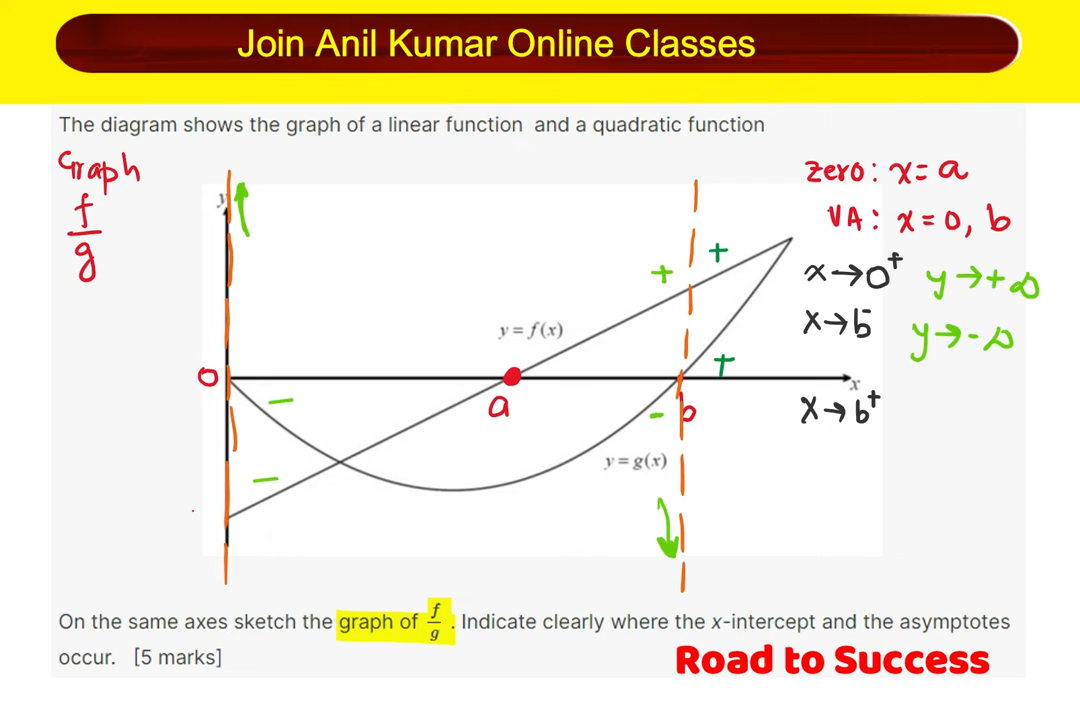 Join Anil Kumar Online Classes
The diagram shows the graph of a linear function and a quadratic function
Graph
f
g
Zero: x = a
VA: x = 0, b
x → 0⁺ y → +∞
x → b⁻ y → -∞
x → b⁺
y
+
+
y = f(x)
+
0
x
a
b
-
-
-
y = g(x)
On the same axes sketch the graph of f/g . Indicate clearly where the x-intercept and the asymptotes
occur. [5 marks]
Road to Success